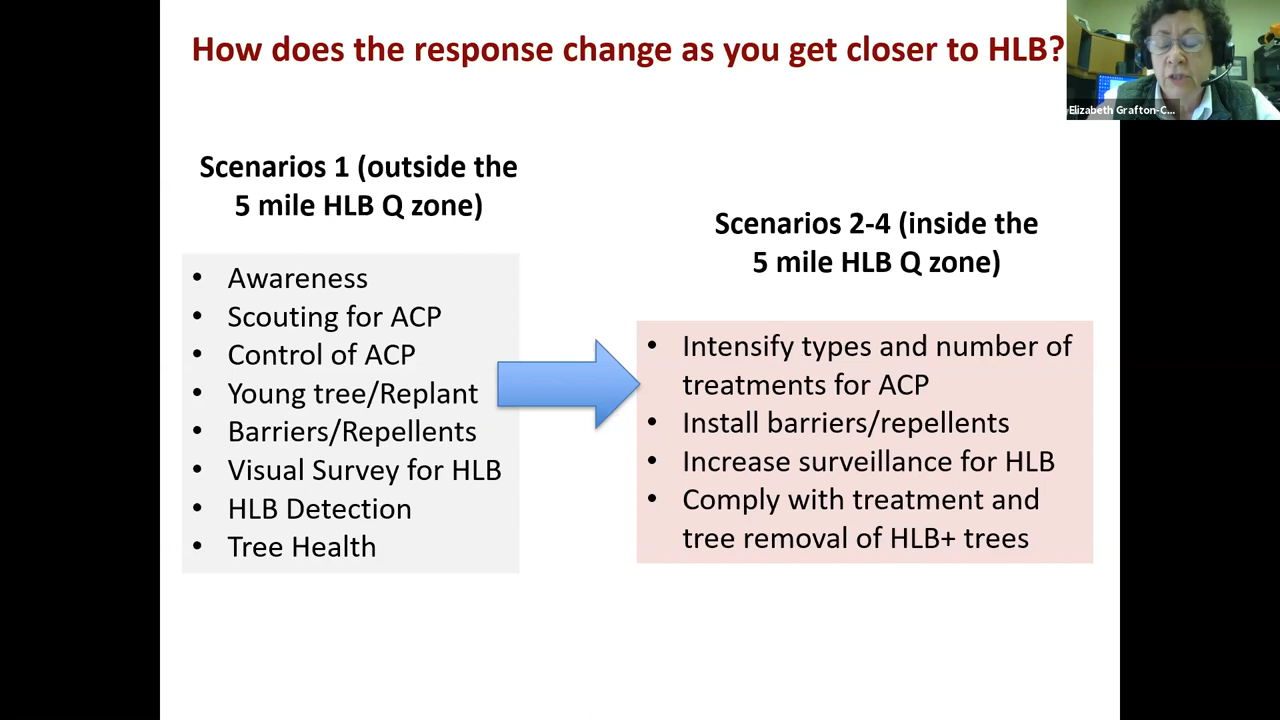 How does the response change as you get closer to HLB?
Elizabeth Grafton-C...
Scenarios 1 (outside the
5 mile HLB Q zone)
• Awareness
• Scouting for ACP
• Control of ACP
• Young tree/Replant
• Barriers/Repellents
• Visual Survey for HLB
• HLB Detection
• Tree Health
Scenarios 2-4 (inside the
5 mile HLB Q zone)
• Intensify types and number of
treatments for ACP
• Install barriers/repellents
• Increase surveillance for HLB
• Comply with treatment and
tree removal of HLB+ trees